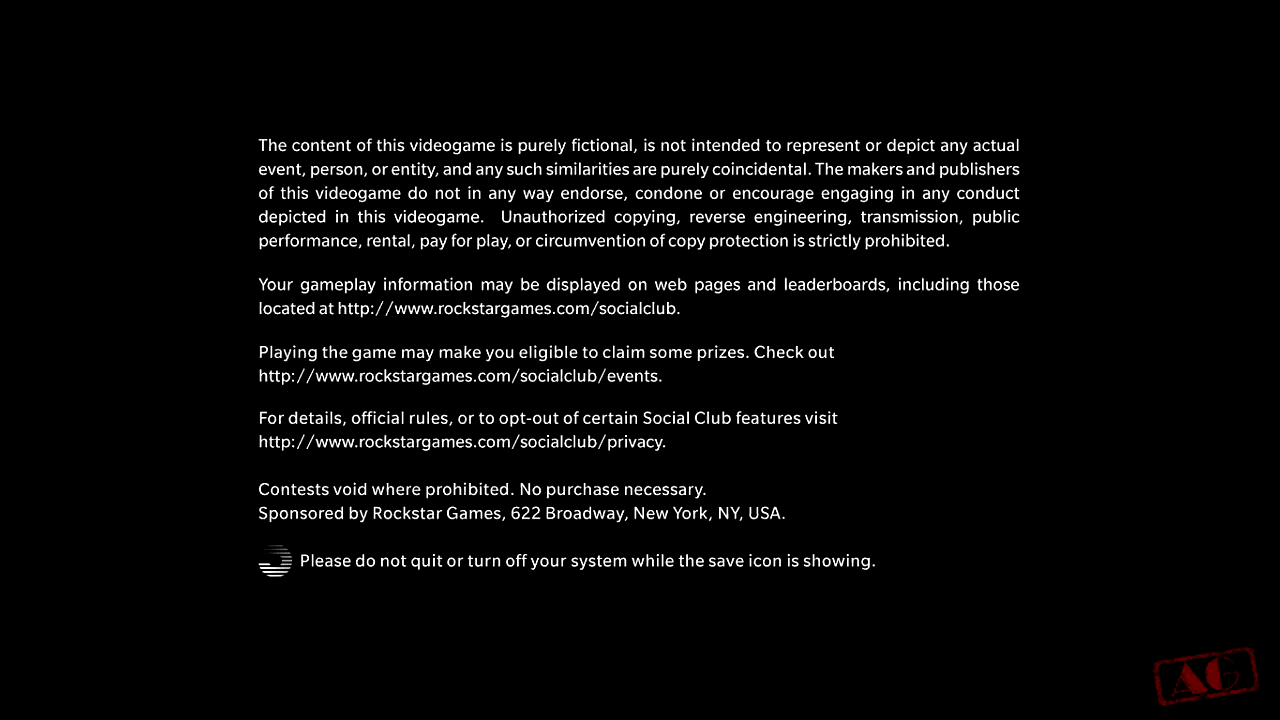 The content of this videogame is purely fictional, is not intended to represent or depict any actual
event, person, or entity, and any such similarities are purely coincidental. The makers and publishers
of this videogame do not in any way endorse, condone or encourage engaging in any conduct
depicted in this videogame.  Unauthorized copying, reverse engineering, transmission, public
performance, rental, pay for play, or circumvention of copy protection is strictly prohibited.
Your gameplay information may be displayed on web pages and leaderboards, including those
located at http://www.rockstargames.com/socialclub.
Playing the game may make you eligible to claim some prizes. Check out
http://www.rockstargames.com/socialclub/events.
For details, official rules, or to opt-out of certain Social Club features visit
http://www.rockstargames.com/socialclub/privacy.
Contests void where prohibited. No purchase necessary.
Sponsored by Rockstar Games, 622 Broadway, New York, NY, USA.
Please do not quit or turn off your system while the save icon is showing.
AG